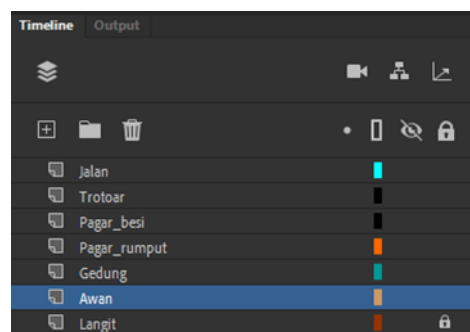 Timeline Output
Jalan
Trotoar
Pagar_besi
Pagar_rumput
Gedung
Awan
Langit